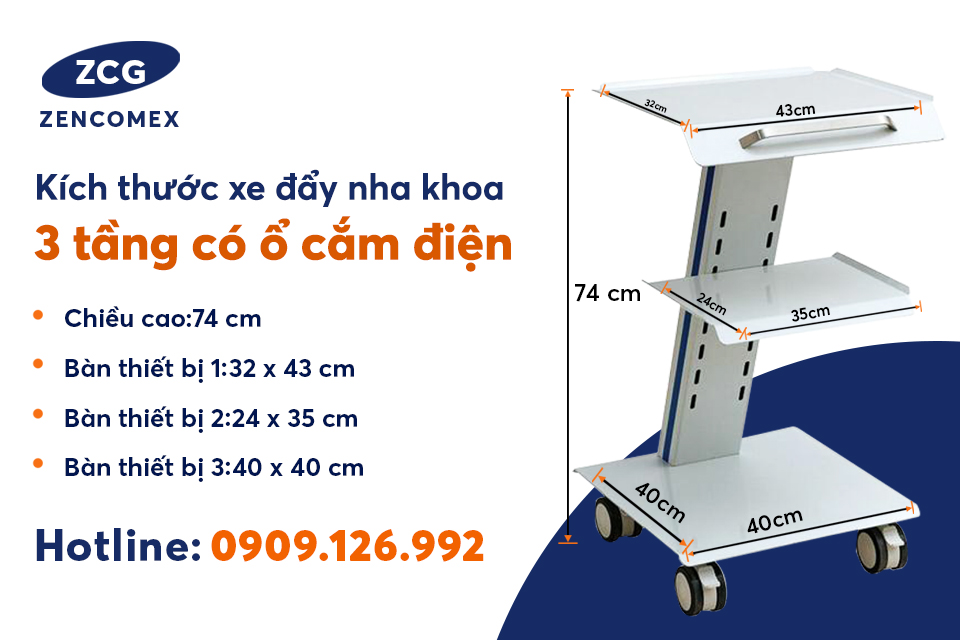 ZCG
ZENCOMEX
Kích thước xe đẩy nha khoa
3 tầng có ổ cắm điện
Chiều cao:74 cm
Bàn thiết bị 1:32 x 43 cm
Bàn thiết bị 2:24 x 35 cm
Bàn thiết bị 3:40 x 40 cm
Hotline: 0909.126.992
32cm
43cm
74 cm
24cm
35cm
40cm
40cm